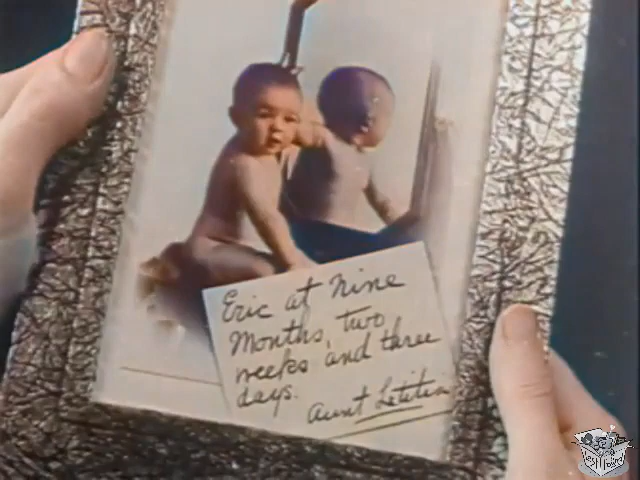 Eric at Nine
Months, two
weeks and three
days.
Aunt Letitia